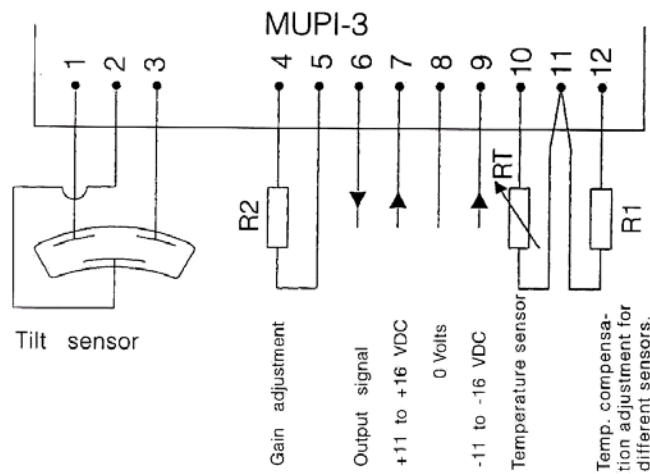 MUPI-3
1
2
3
4
5
6
7
8
9
10
11
12
R2
RT
R1
Tilt sensor
Gain adjustment
Output signal
+11 to +16 VDC
0 Volts
-11 to -16 VDC
Temperature sensor
Temp. compensa-
tion adjustment for
different sensors.